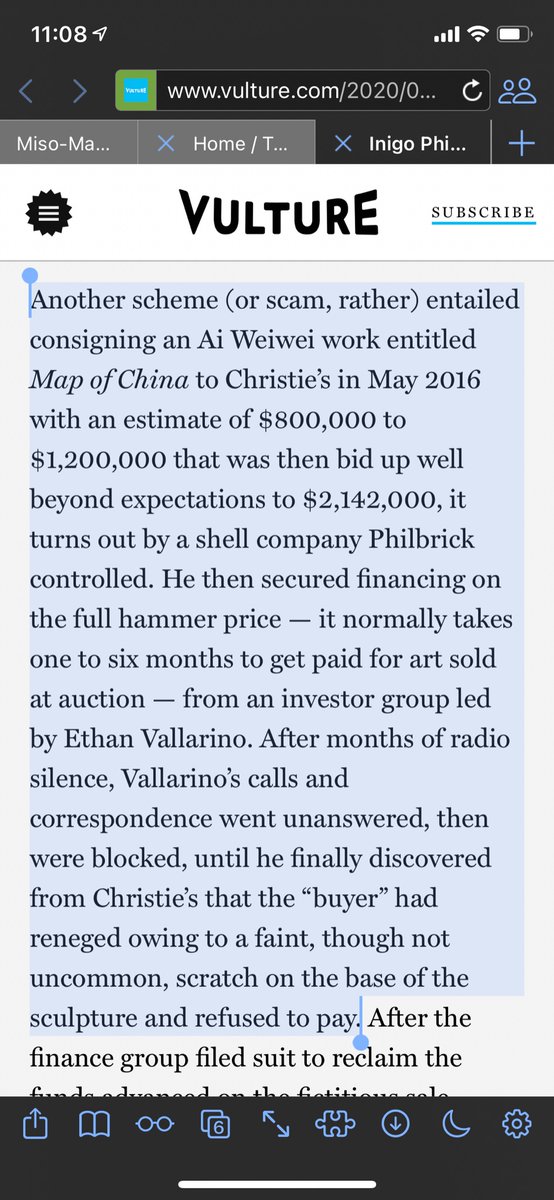 11:08
www.vulture.com/2020/0...
Miso-Ma...
Home / T...
Inigo Phi...
VULTURE
SUBSCRIBE
Another scheme (or scam, rather) entailed
consigning an Ai Weiwei work entitled
Map of China to Christie’s in May 2016
with an estimate of $800,000 to
$1,200,000 that was then bid up well
beyond expectations to $2,142,000, it
turns out by a shell company Philbrick
controlled. He then secured financing on
the full hammer price — it normally takes
one to six months to get paid for art sold
at auction — from an investor group led
by Ethan Vallarino. After months of radio
silence, Vallarino’s calls and
correspondence went unanswered, then
were blocked, until he finally discovered
from Christie’s that the “buyer” had
reneged owing to a faint, though not
uncommon, scratch on the base of the
sculpture and refused to pay. After the
finance group filed suit to reclaim the
funds advanced on the fictitious sale
6